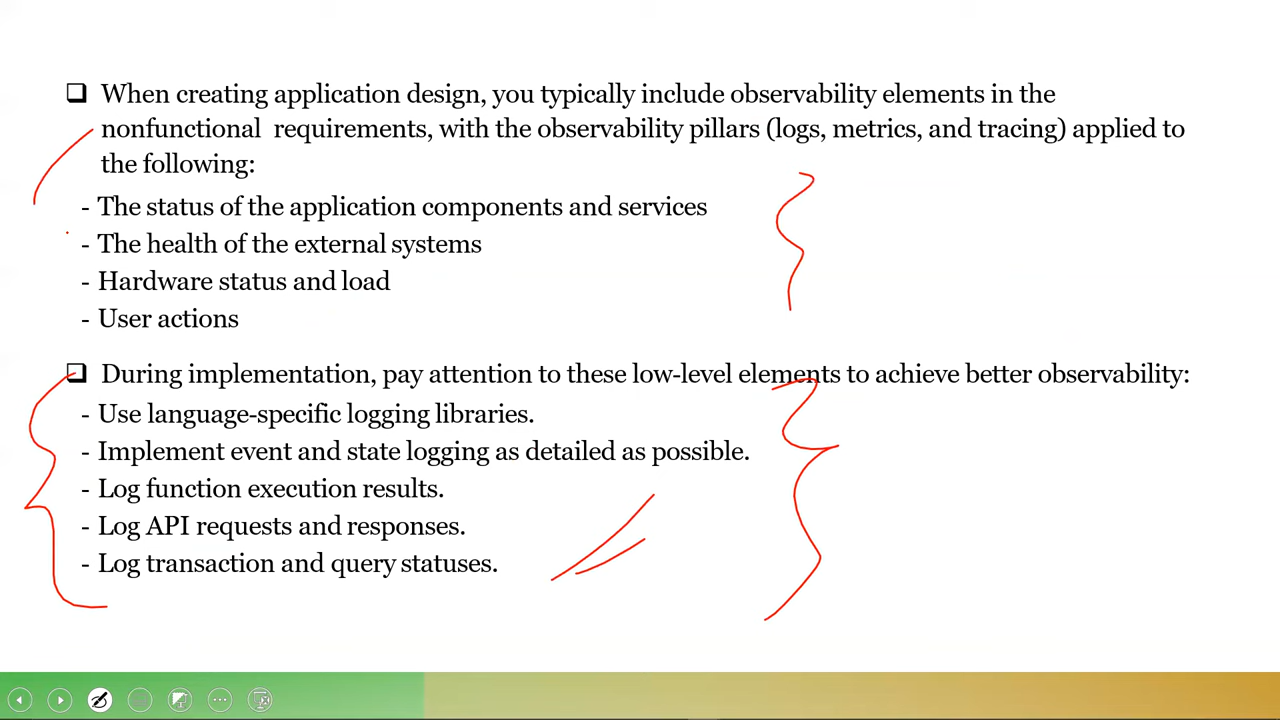 When creating application design, you typically include observability elements in the
nonfunctional requirements, with the observability pillars (logs, metrics, and tracing) applied to
the following:
- The status of the application components and services
- The health of the external systems
- Hardware status and load
- User actions
During implementation, pay attention to these low-level elements to achieve better observability:
- Use language-specific logging libraries.
- Implement event and state logging as detailed as possible.
- Log function execution results.
- Log API requests and responses.
- Log transaction and query statuses.